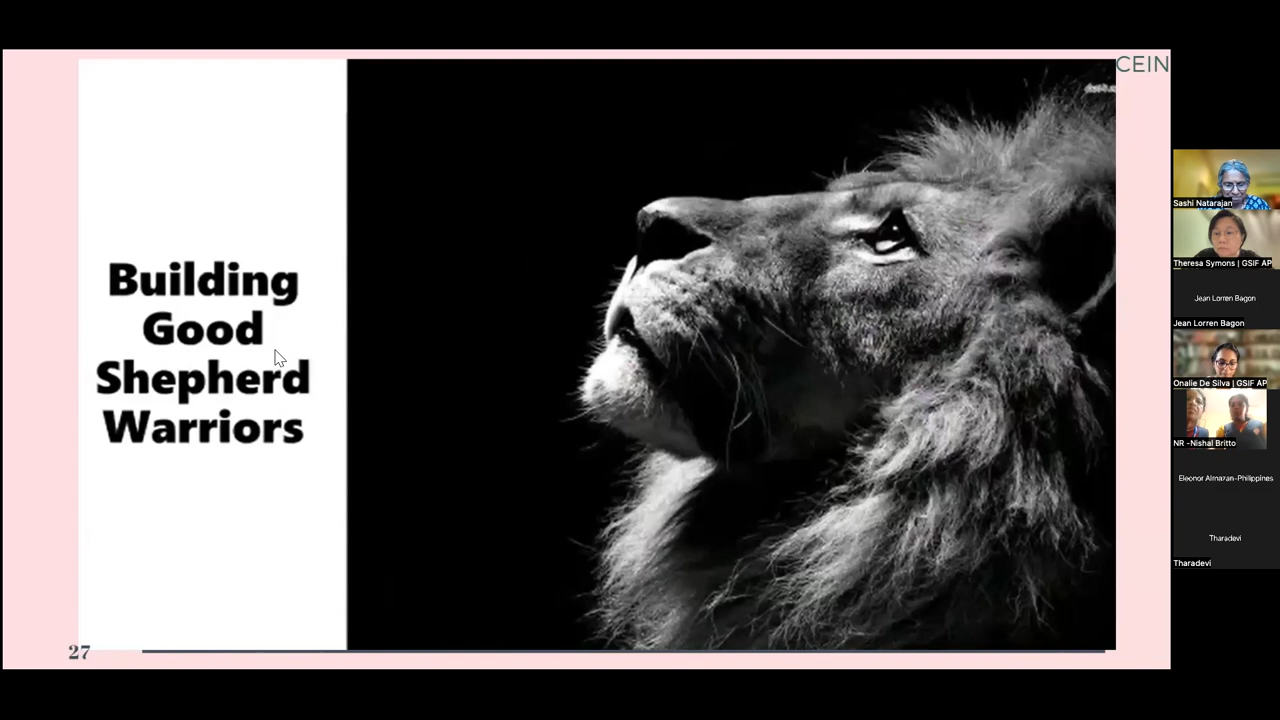 CEIN
Building
Good
Shepherd
Warriors
27
Sashi Natarajan
Theresa Symons | GSIF AP
Jean Lorren Bagon
Jean Lorren Bagon
Onalie De Silva | GSIF AP
NR -Nishal Britto
Eleonor Almazan-Philippines
Tharadevi
Tharadevi